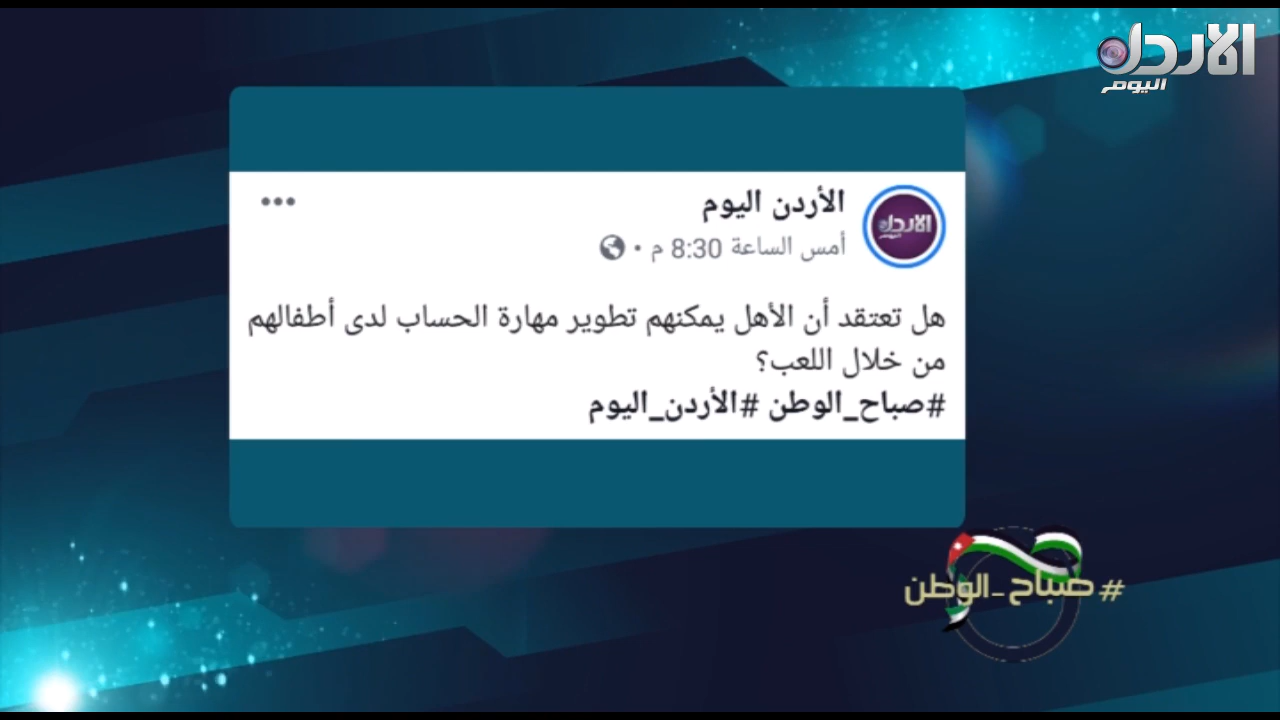 الأردن
اليوم
الأردن اليوم
أمس الساعة 8:30 م
الأردن
هل تعتقد أن الأهل يمكنهم تطوير مهارة الحساب لدى أطفالهم
من خلال اللعب؟
#صباح_الوطن #الأردن_اليوم
#صباح_الوطن